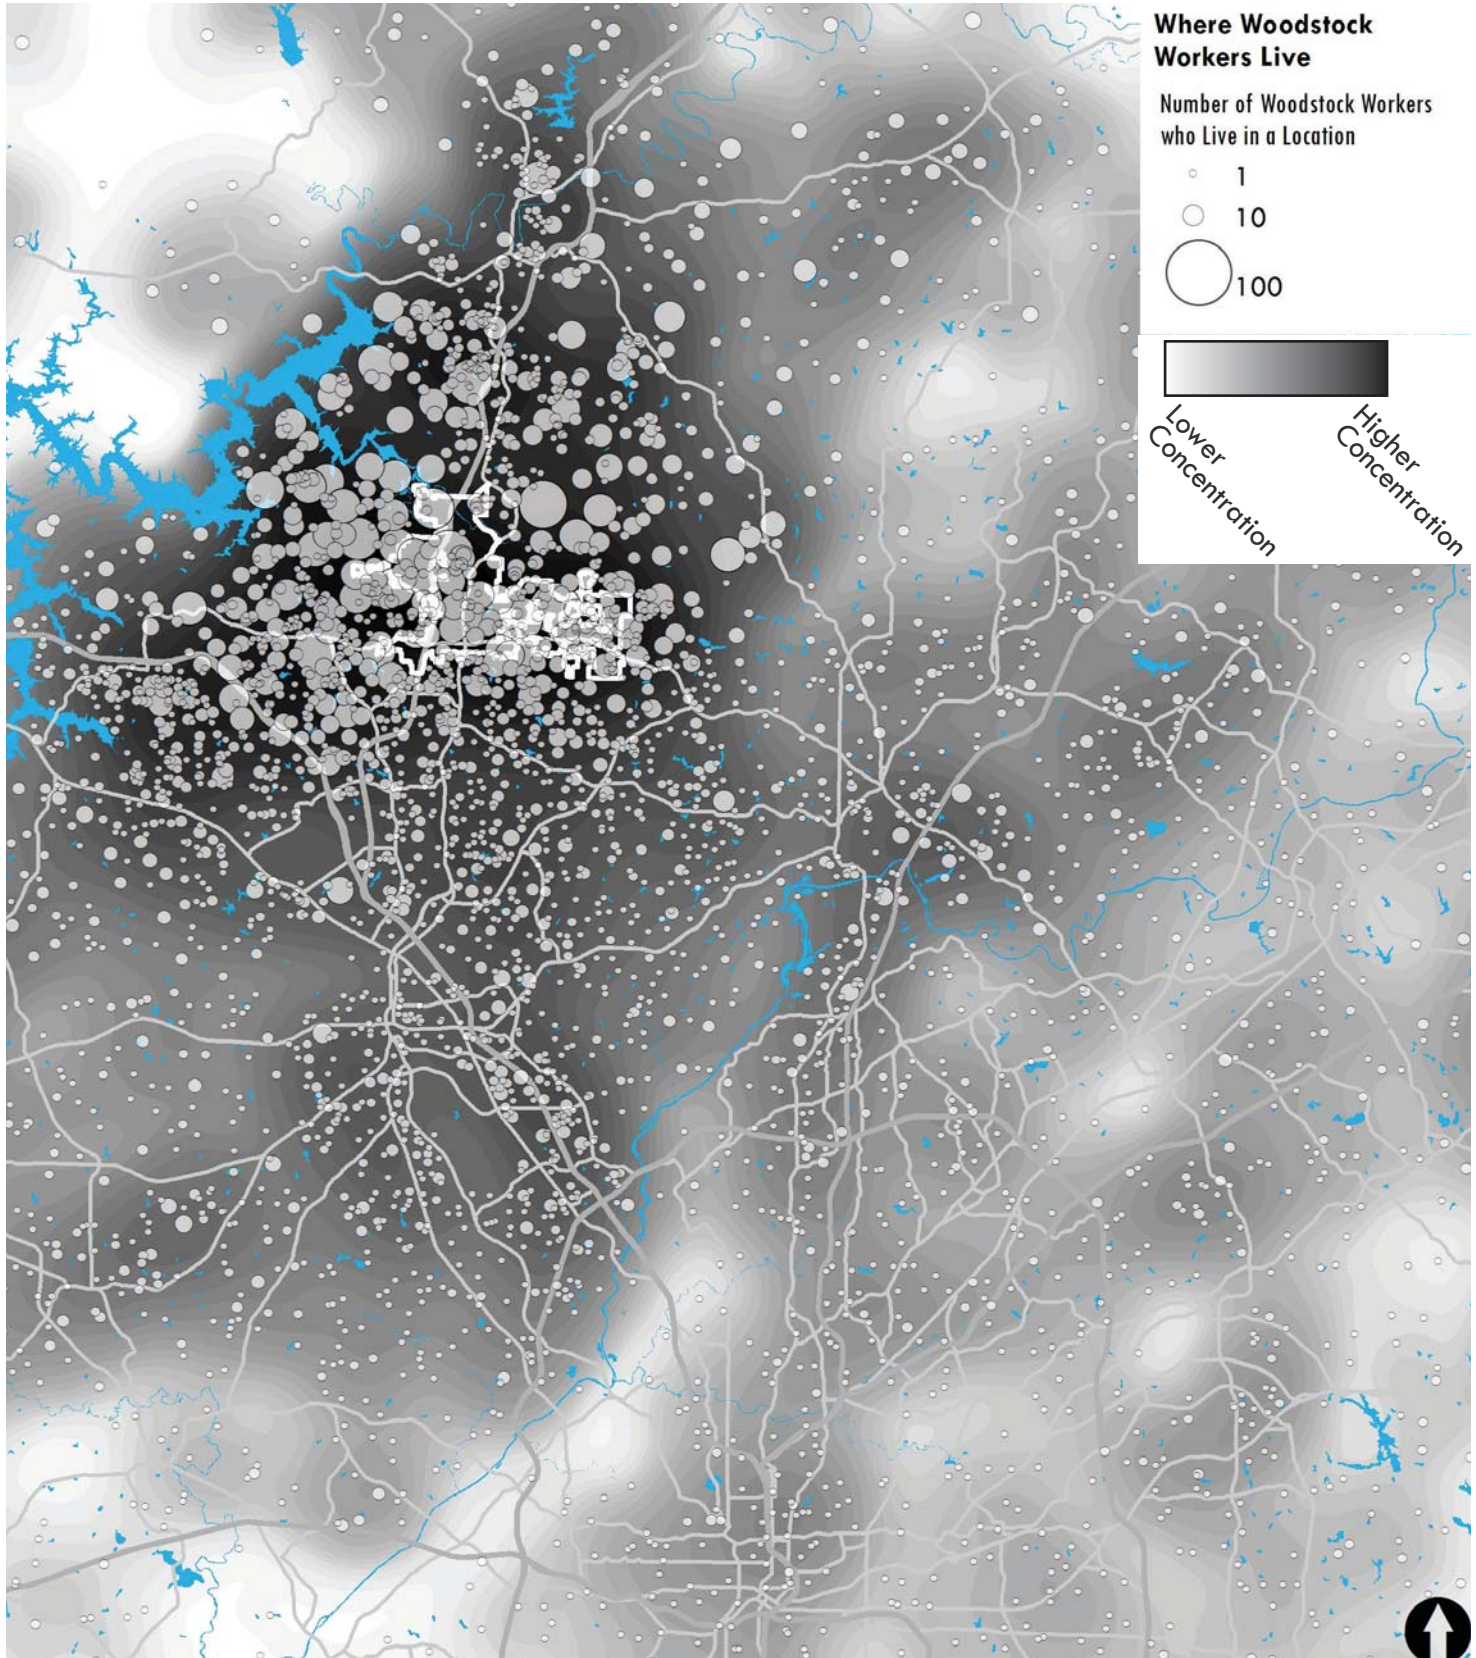 Where Woodstock
Workers Live
Number of Woodstock Workers
who Live in a Location
1
10
100
Lower
Concentration
Higher
Concentration